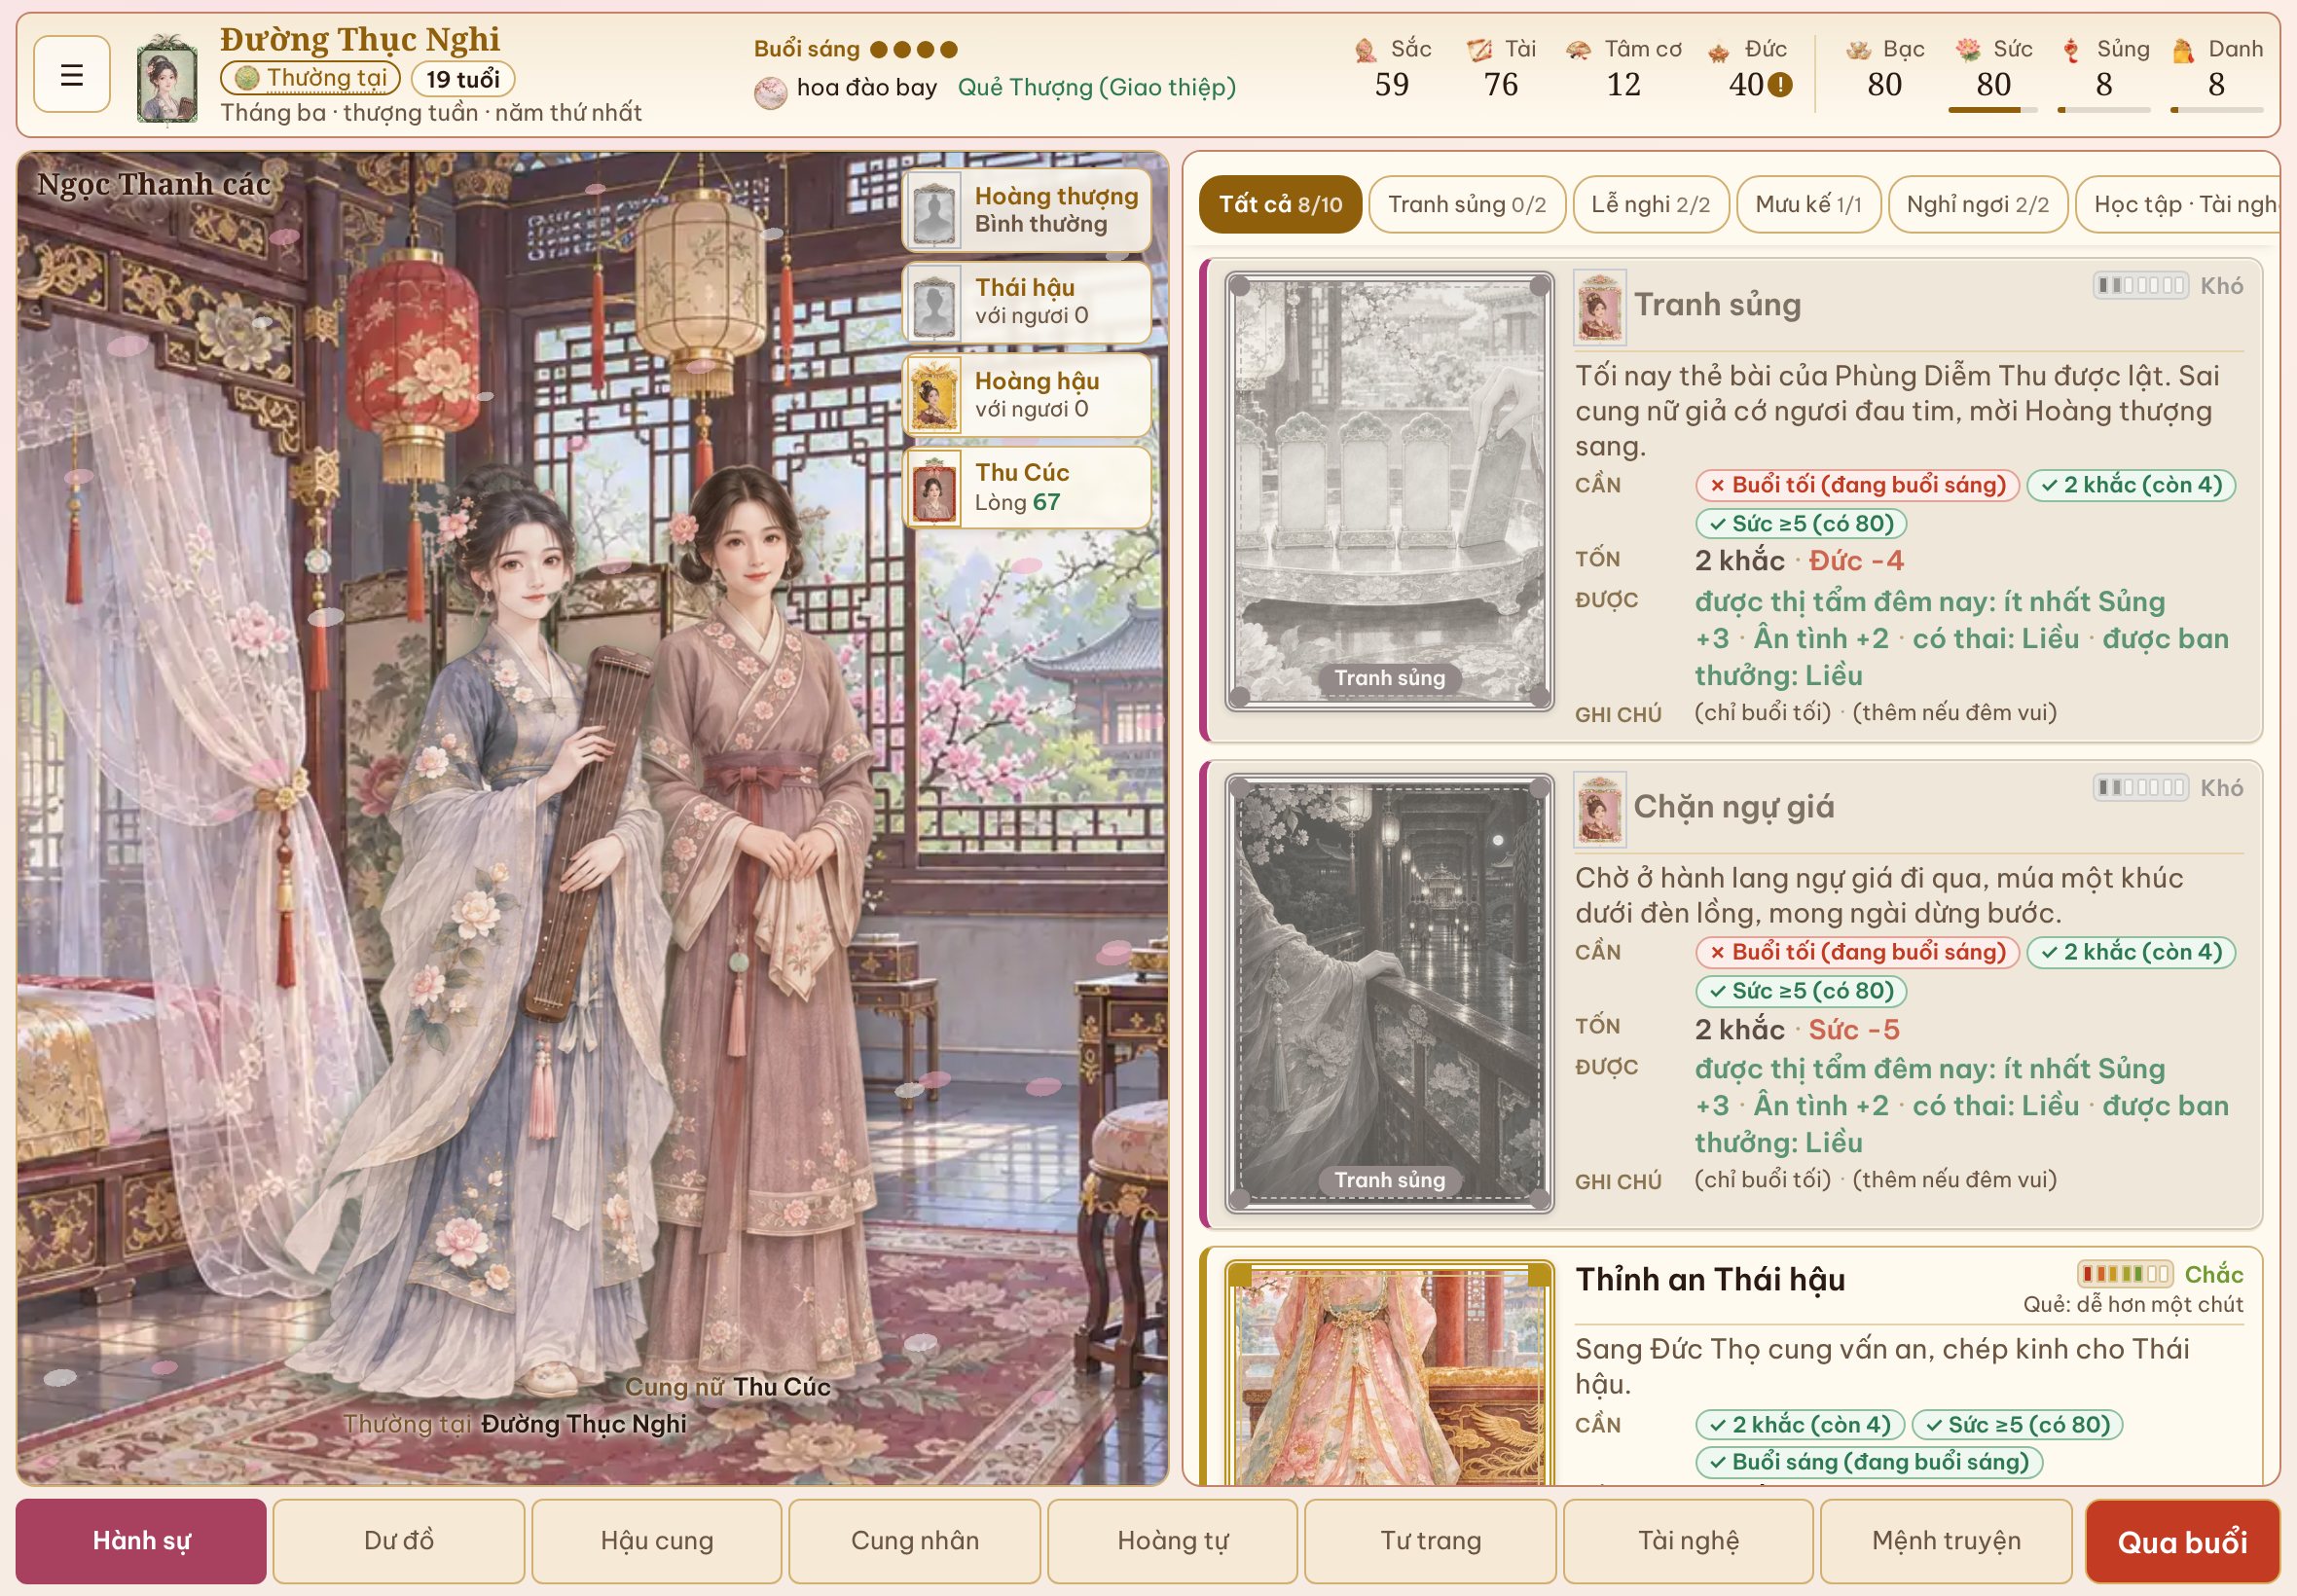 ☰
Đường Thục Nghi
Thường tại
19 tuổi
Tháng ba · thượng tuần · năm thứ nhất
Buổi sáng
hoa đào bay
Quẻ Thượng (Giao thiệp)
Sắc
59
Tài
76
Tâm cơ
12
Đức
40 !
Bạc
80
Sức
80
Sủng
8
Danh
8
Ngọc Thanh các
Hoàng thượng
Bình thường
Thái hậu
với ngươi 0
Hoàng hậu
với ngươi 0
Thu Cúc
Lòng 67
Cung nữ Thu Cúc
Thường tại Đường Thục Nghi
Tất cả 8/10
Tranh sủng 0/2
Lễ nghi 2/2
Mưu kế 1/1
Nghỉ ngơi 2/2
Học tập · Tài ngh
Tranh sủng
Tranh sủng
Khó
Tối nay thẻ bài của Phùng Diễm Thu được lật. Sai
cung nữ giả cớ ngươi đau tim, mời Hoàng thượng
sang.
CẦN
× Buổi tối (đang buổi sáng)
✓ 2 khắc (còn 4)
✓ Sức ≥5 (có 80)
TỐN
2 khắc · Đức -4
ĐƯỢC
được thị tẩm đêm nay: ít nhất Sủng
+3 · Ân tình +2 · có thai: Liều · được ban
thưởng: Liều
GHI CHÚ
(chỉ buổi tối) · (thêm nếu đêm vui)
Tranh sủng
Chặn ngự giá
Khó
Chờ ở hành lang ngự giá đi qua, múa một khúc
dưới đèn lồng, mong ngài dừng bước.
CẦN
× Buổi tối (đang buổi sáng)
✓ 2 khắc (còn 4)
✓ Sức ≥5 (có 80)
TỐN
2 khắc · Sức -5
ĐƯỢC
được thị tẩm đêm nay: ít nhất Sủng
+3 · Ân tình +2 · có thai: Liều · được ban
thưởng: Liều
GHI CHÚ
(chỉ buổi tối) · (thêm nếu đêm vui)
Thỉnh an Thái hậu
Chắc
Quẻ: dễ hơn một chút
Sang Đức Thọ cung vấn an, chép kinh cho Thái
hậu.
CẦN
✓ 2 khắc (còn 4)
✓ Sức ≥5 (có 80)
✓ Buổi sáng (đang buổi sáng)
Hành sự
Dư đồ
Hậu cung
Cung nhân
Hoàng tự
Tư trang
Tài nghệ
Mệnh truyện
Qua buổi